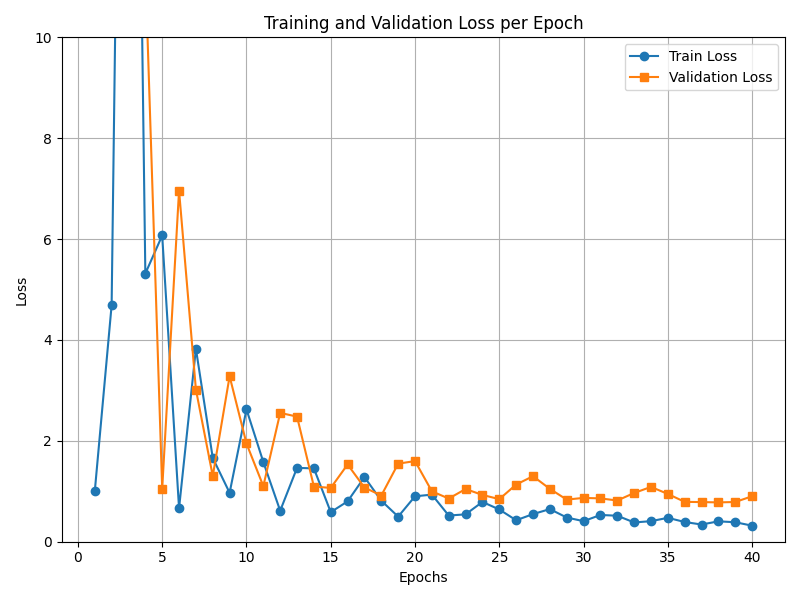 Training and Validation Loss per Epoch
Train Loss
Validation Loss
Loss
10
8
6
4
2
0
0 5 10 15 20 25 30 35 40
Epochs